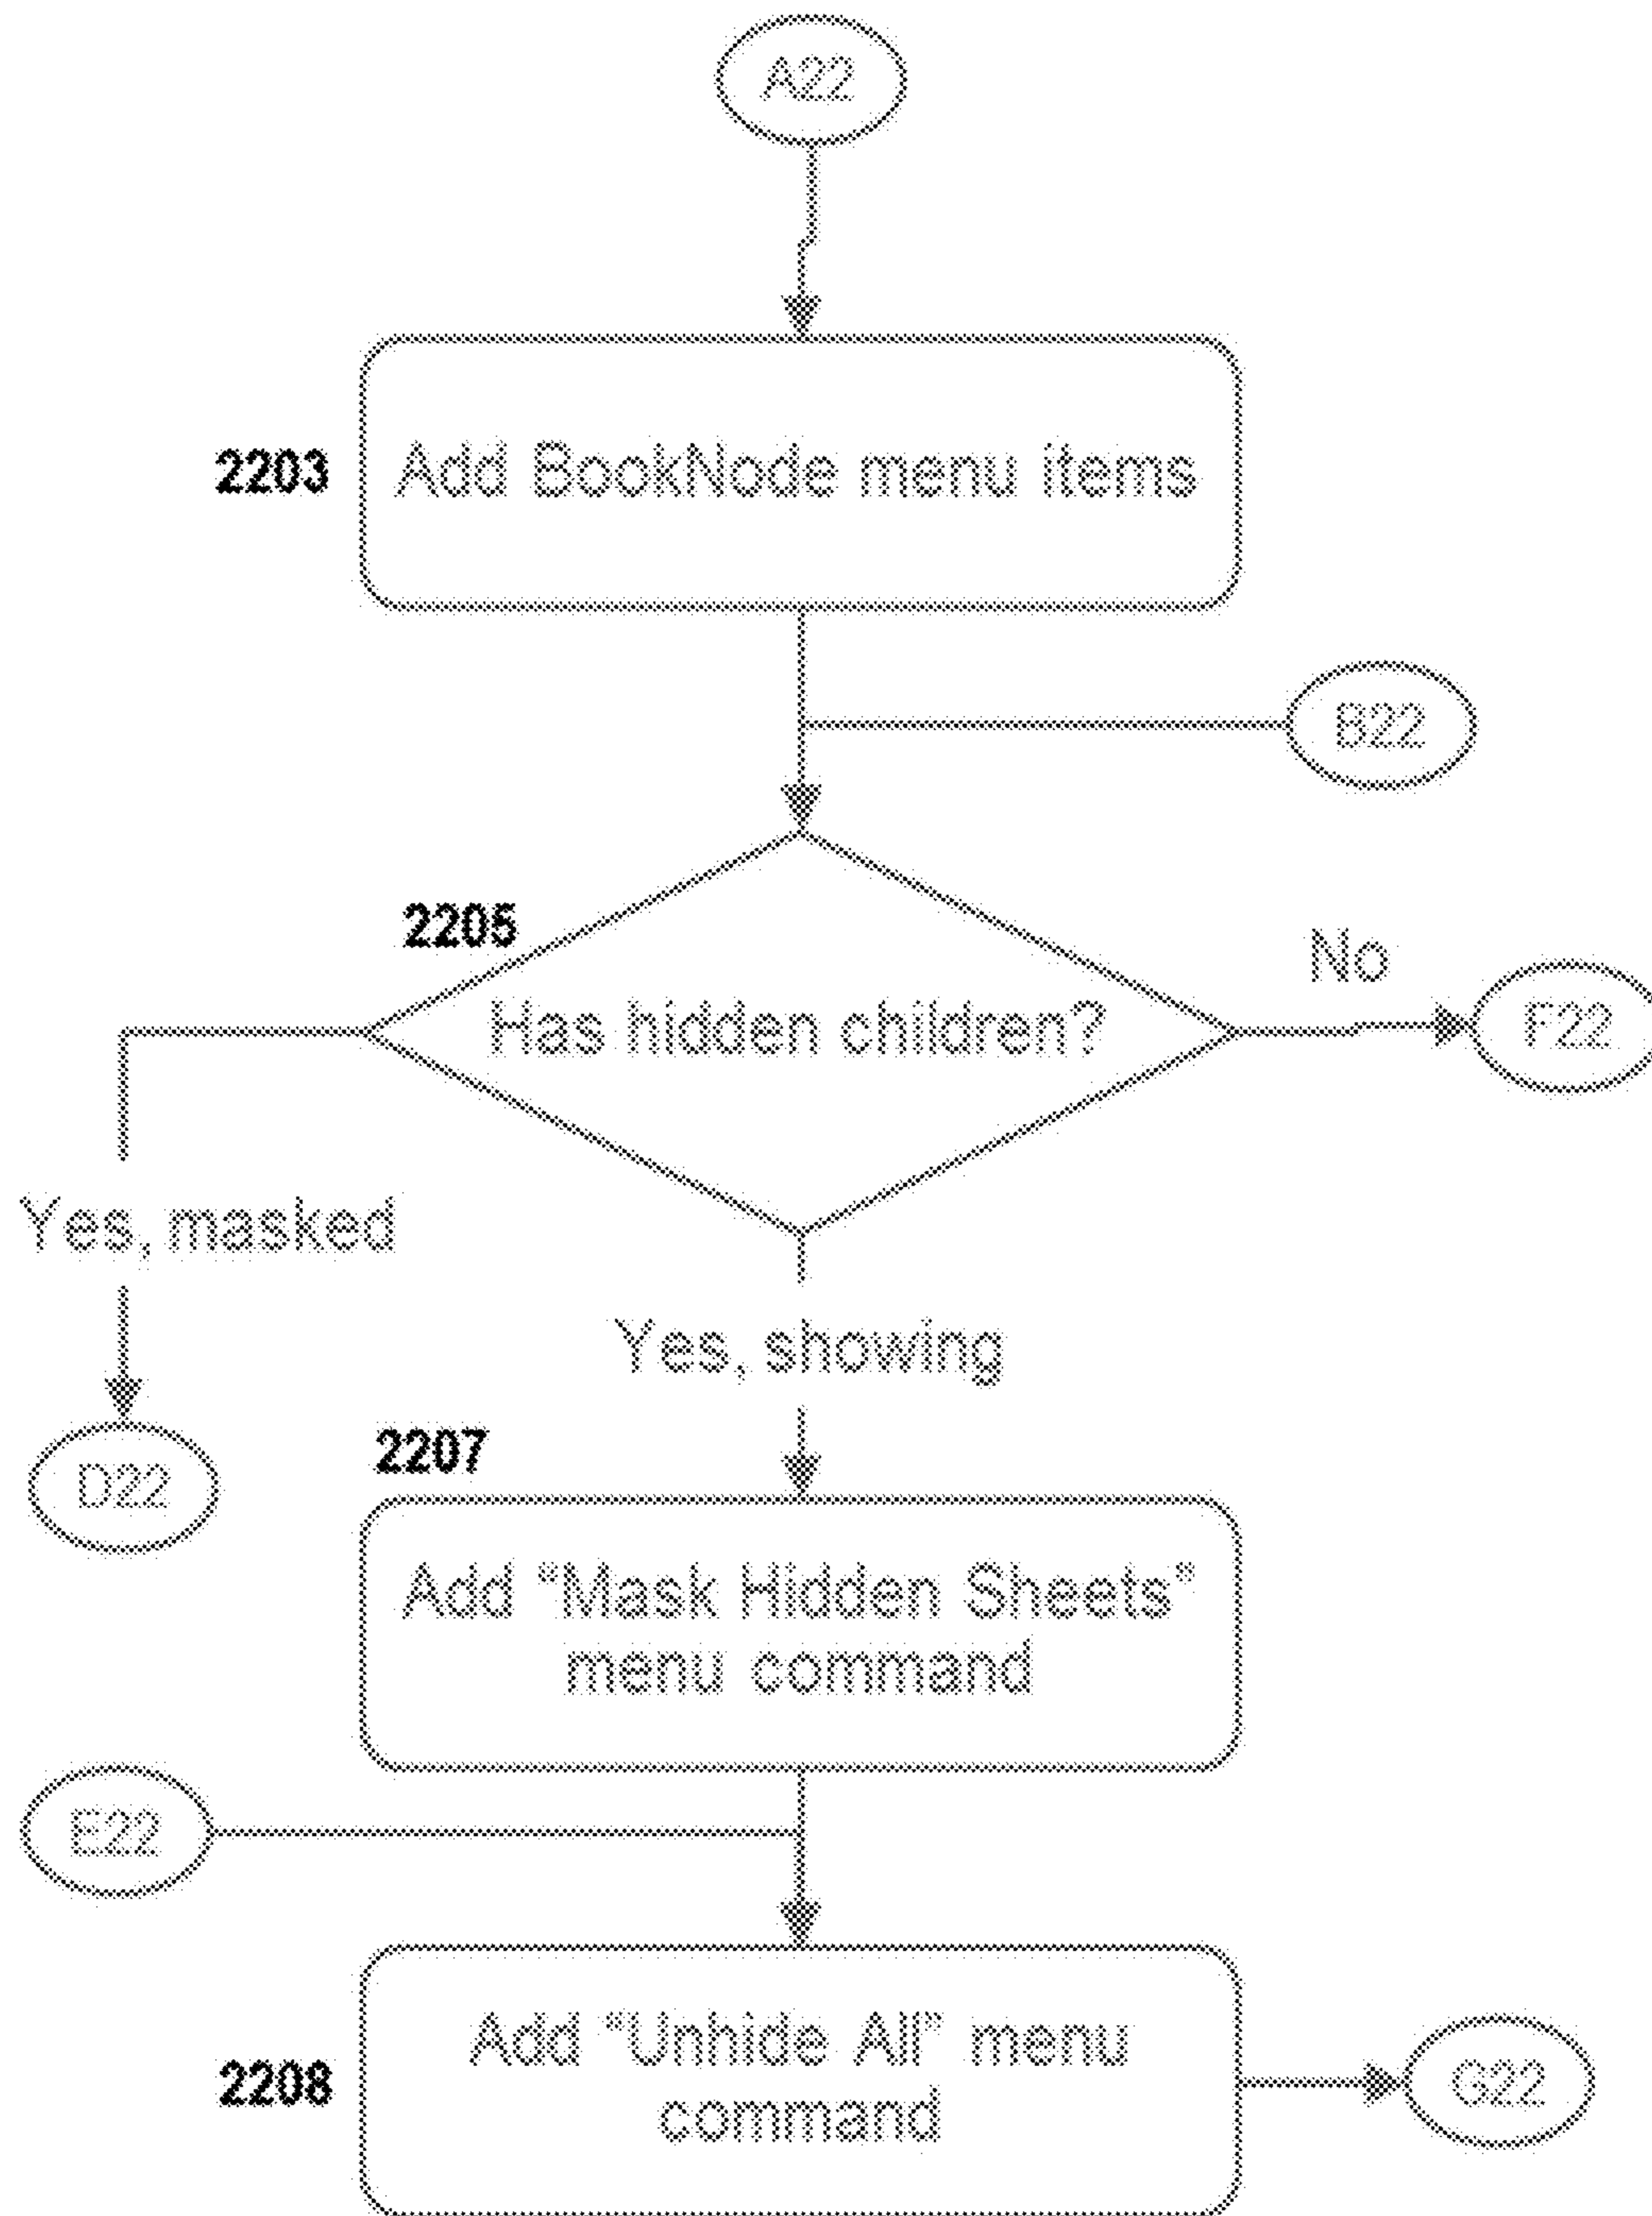 A22
2203
Add BookNode menu items
B22
2205
No
Has hidden children?
F22
Yes, masked
Yes, showing
2207
D22
Add “Mask Hidden Sheets”
menu command
E22
Add “Unhide All” menu
command
2208
G22